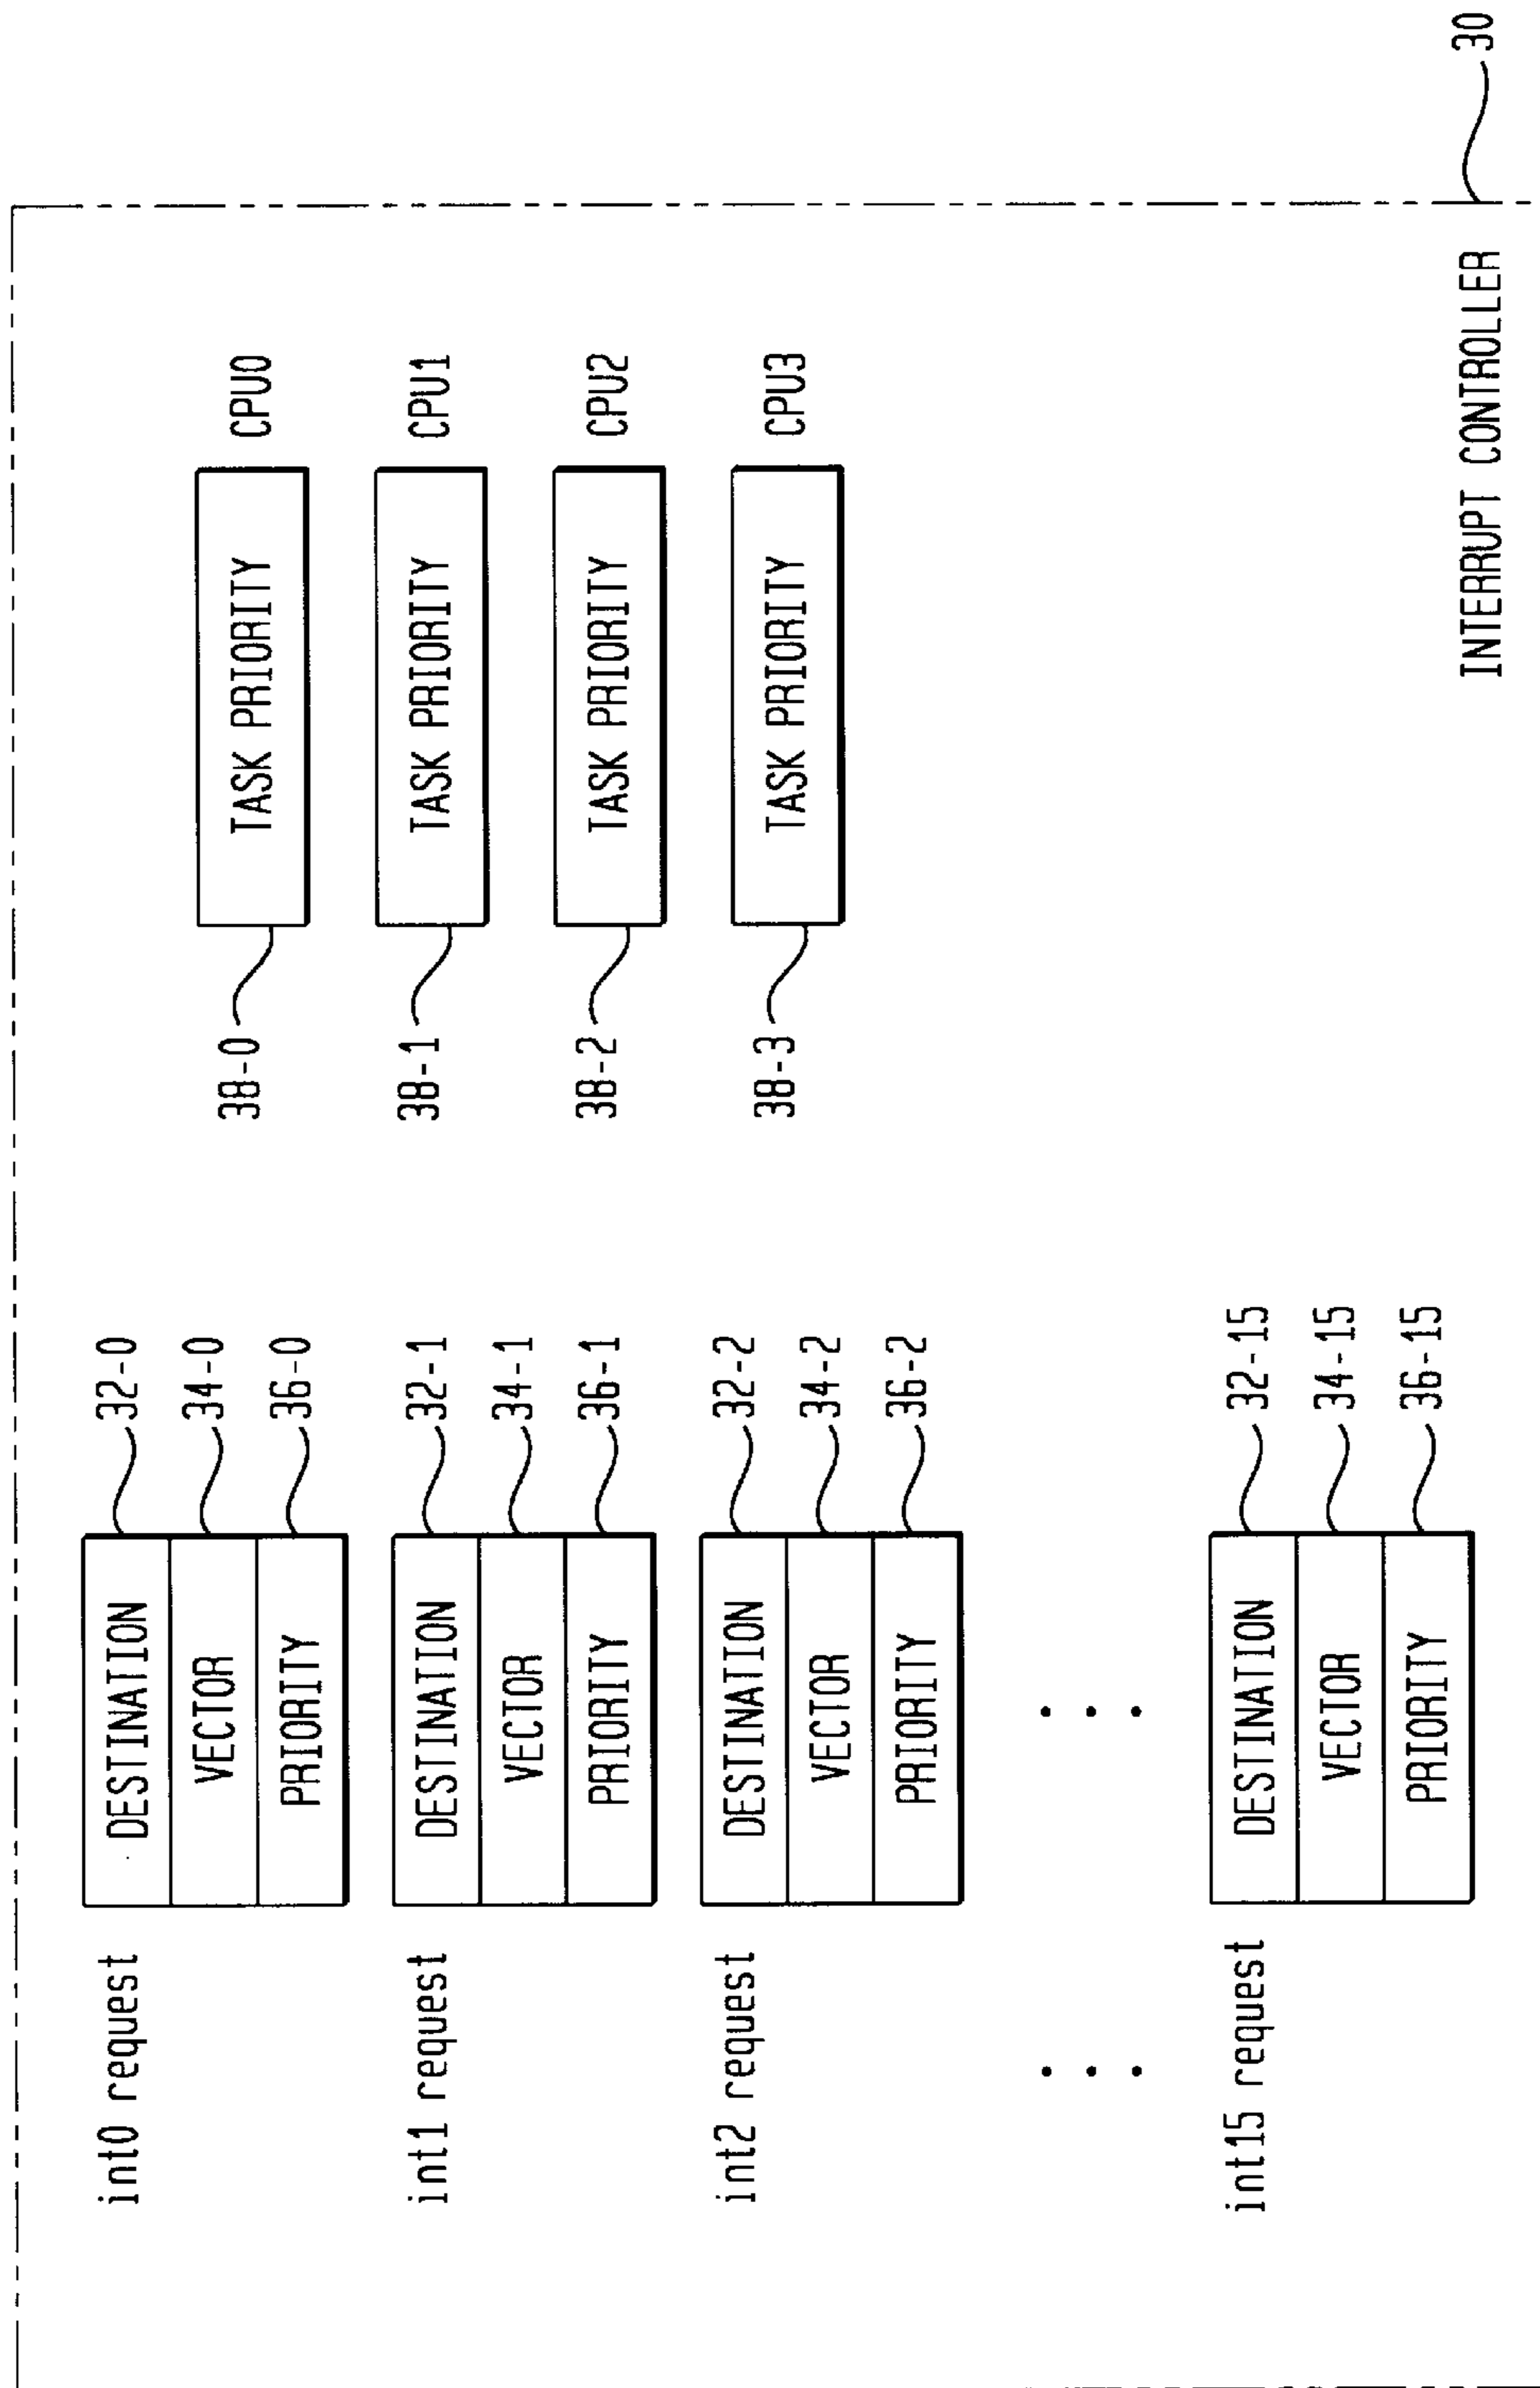 int0 request
DESTINATION 32-0
VECTOR 34-0
PRIORITY 36-0
int1 request
DESTINATION 32-1
VECTOR 34-1
PRIORITY 36-1
int2 request
DESTINATION 32-2
VECTOR 34-2
PRIORITY 36-2
. . .
. . .
int15 request
DESTINATION 32-15
VECTOR 34-15
PRIORITY 36-15
38-0 TASK PRIORITY CPU0
38-1 TASK PRIORITY CPU1
38-2 TASK PRIORITY CPU2
38-3 TASK PRIORITY CPU3
INTERRUPT CONTROLLER
30